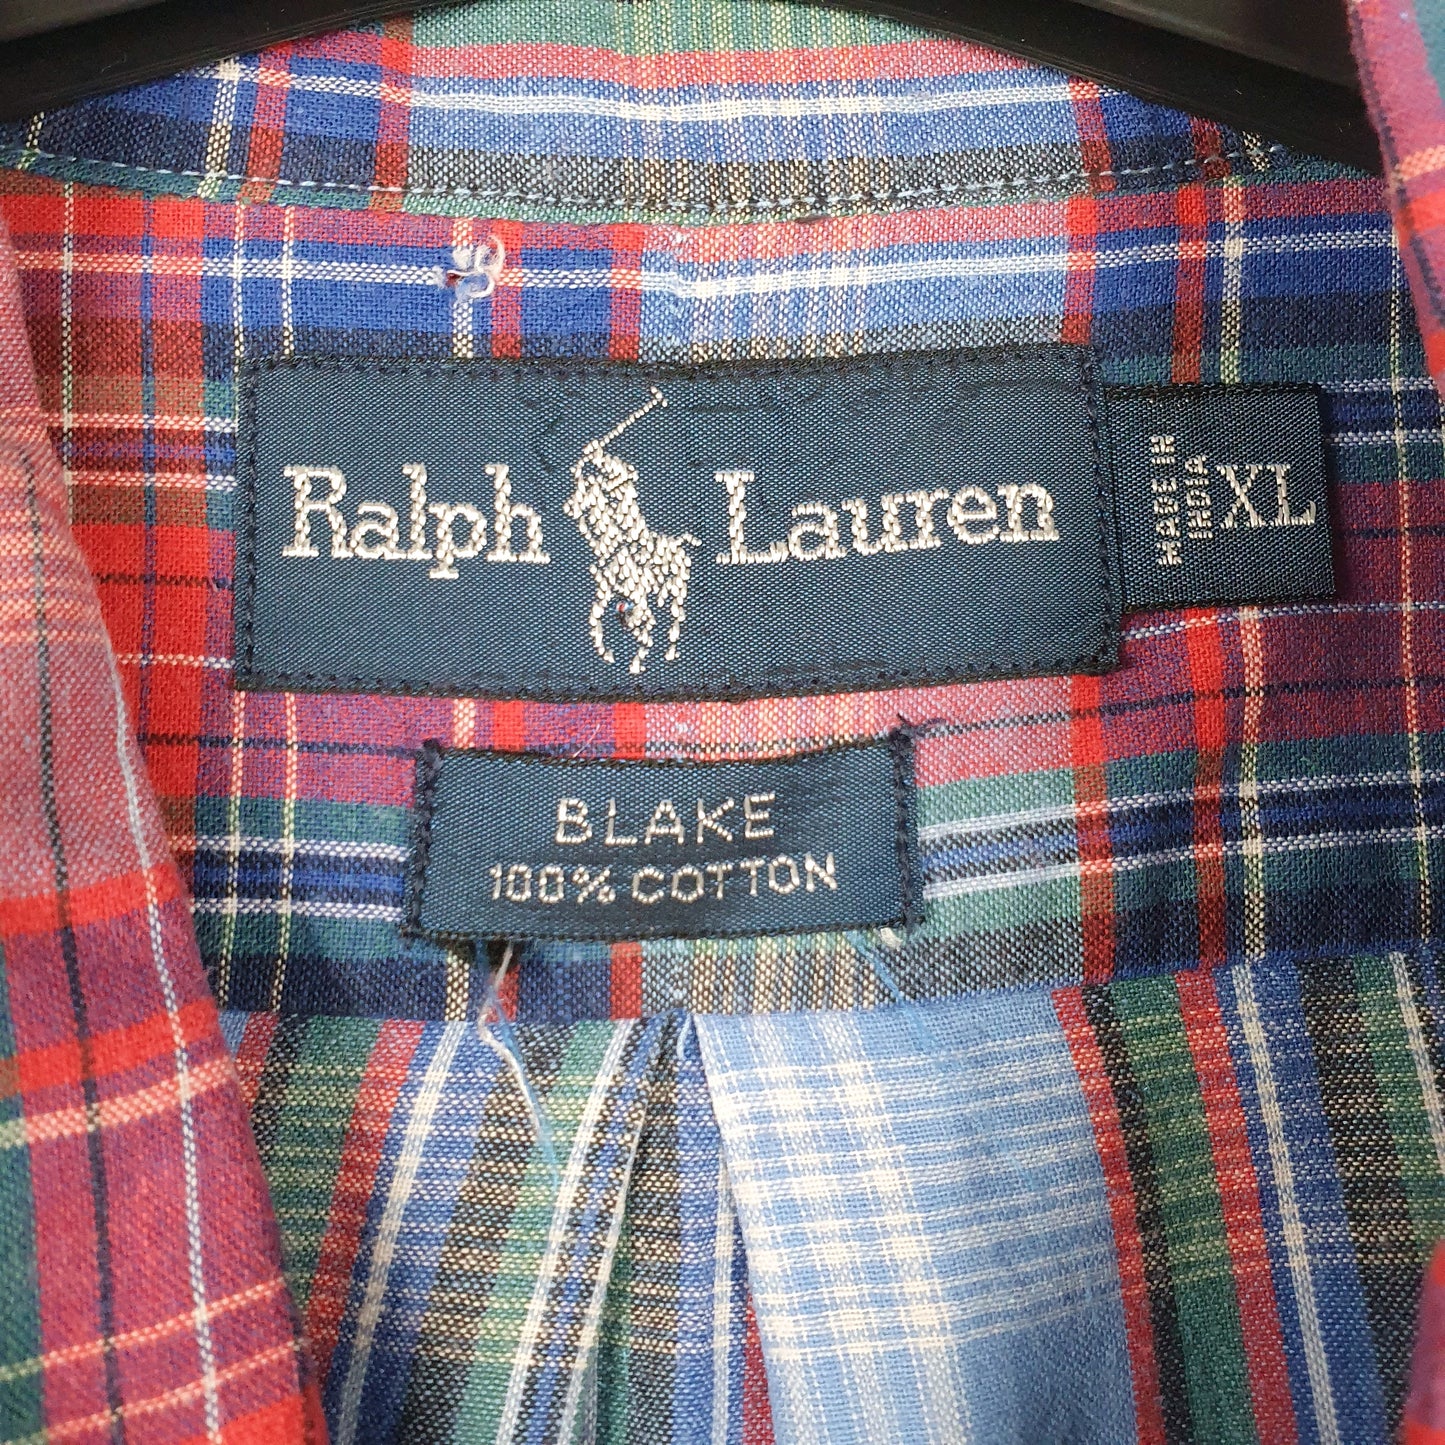 Ralph Lauren
MADE IN
INDIA
XL
BLAKE
100% COTTON